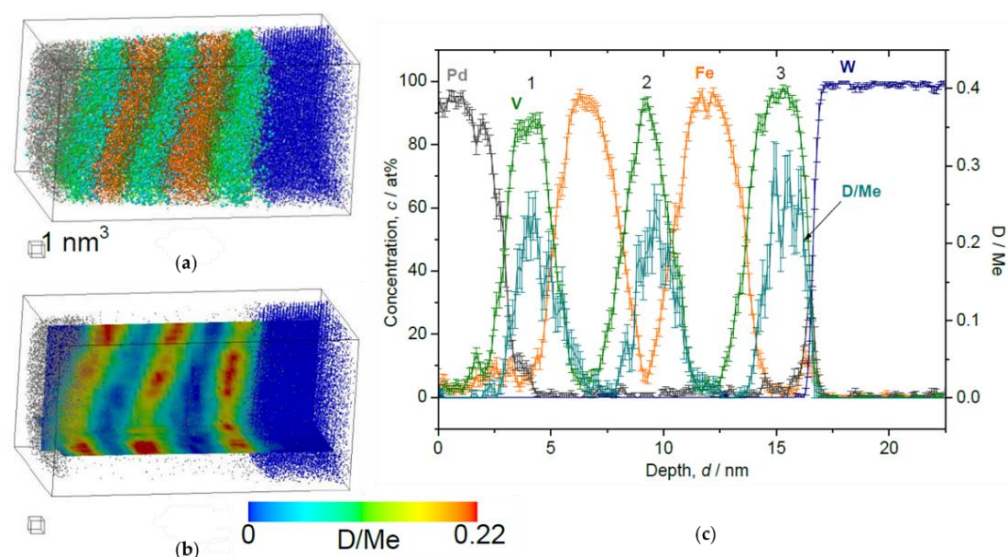 1 nm³
(a)
0
D/Me
0.22
(b)
Concentration, c / at%
100
80
60
40
20
0
Pd
V
1
2
Fe
3
W
D/Me
0.4
0.3
0.2
0.1
0.0
D / Me
0
5
10
15
20
Depth, d / nm
(c)